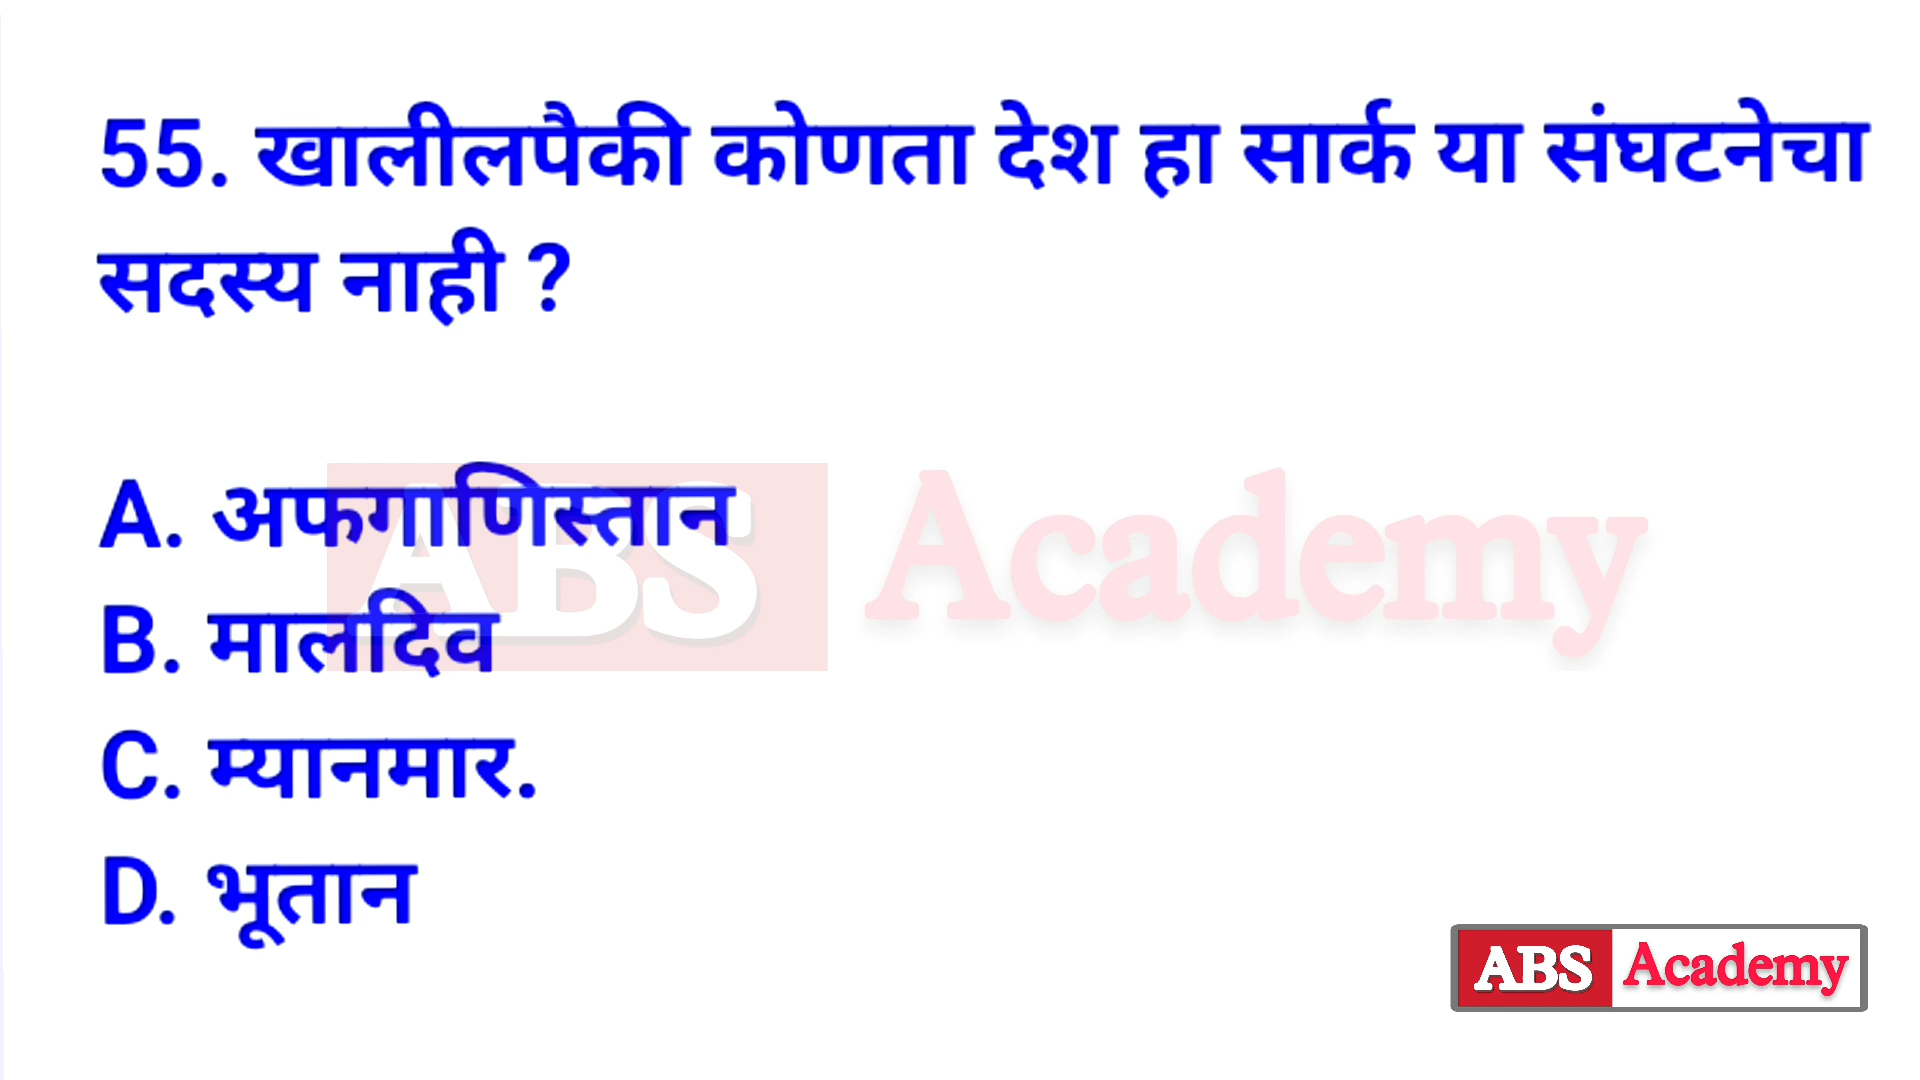 55. खालीलपैकी कोणता देश हा सार्क या संघटनेचा
सदस्य नाही ?
A. अफगाणिस्तान
B. मालदिव
C. म्यानमार.
D. भूतान
ABS Academy
ABS Academy